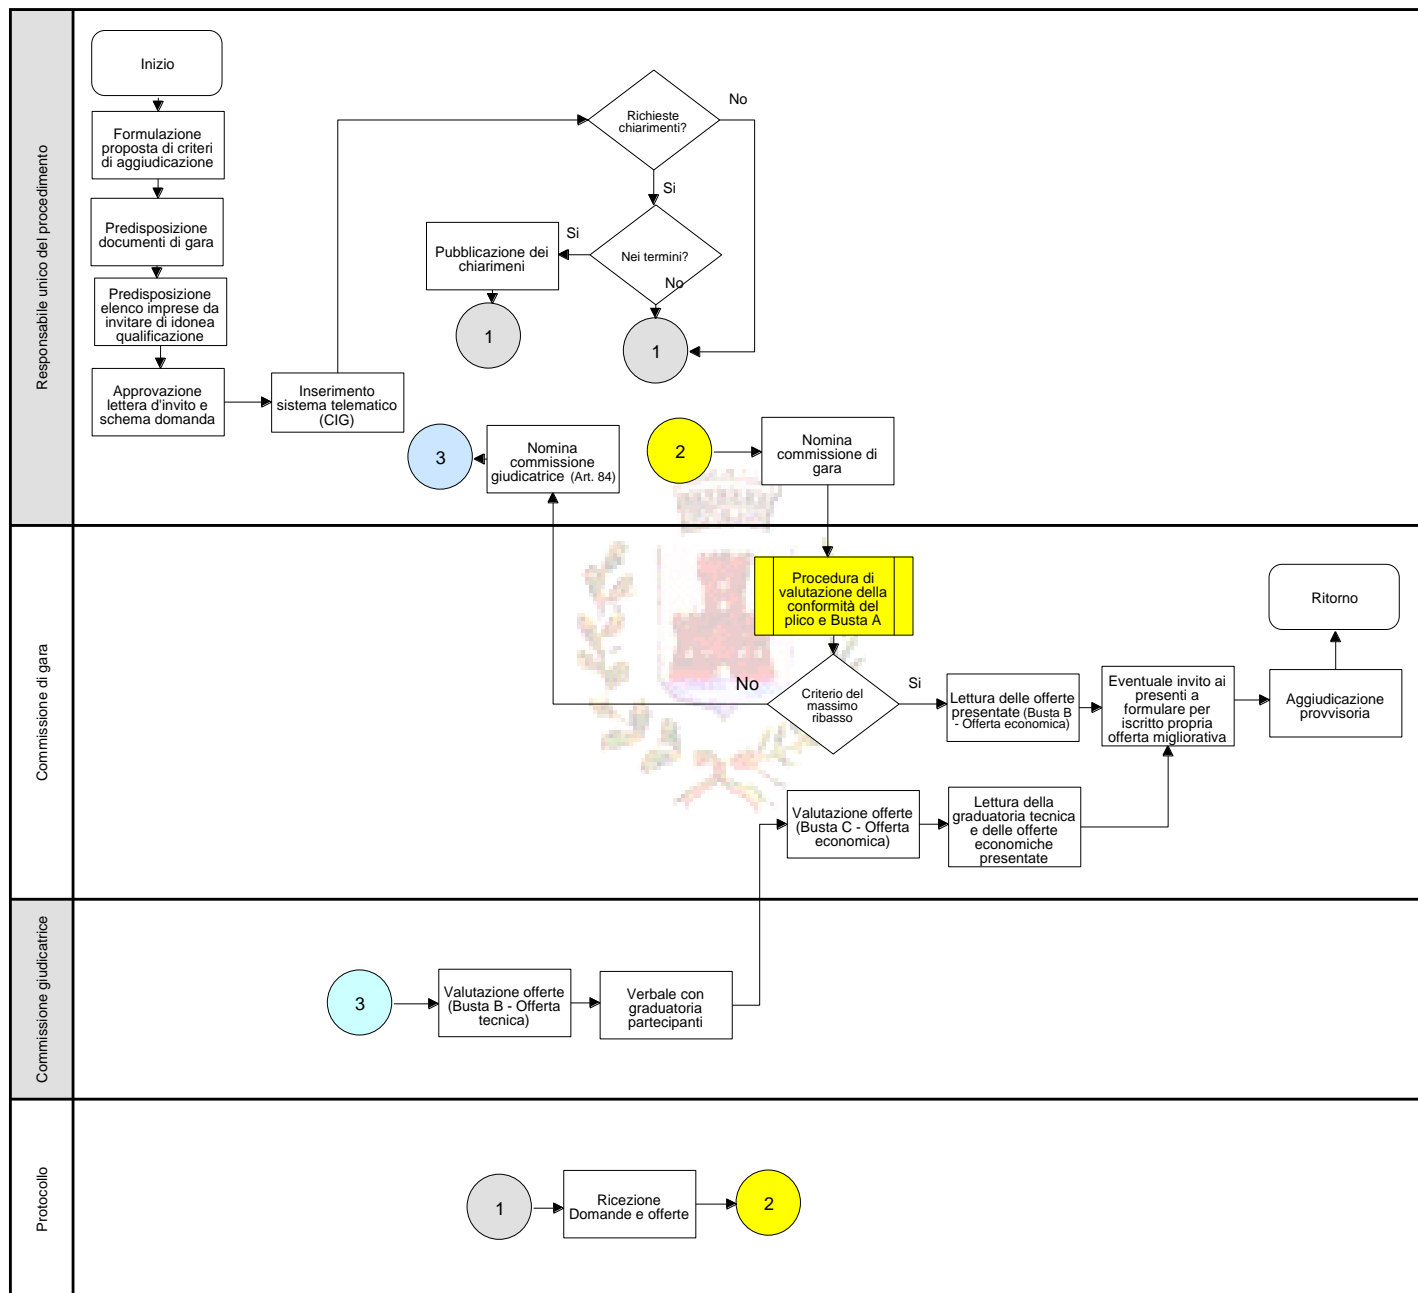 Responsabile unico del procedimento
Inizio
Formulazione
proposta di criteri
di aggiudicazione
Predisposizione
documenti di gara
Predisposizione
elenco imprese da
invitare di idonea
qualificazione
Approvazione
lettera d'invito e
schema domanda
Inserimento
sistema telematico
(CIG)
Richieste
chiarimenti?
No
Si
Nei termini?
Si
No
Pubblicazione dei
chiarimeni
1
1
3
Nomina
commissione
giudicatrice (Art. 84)
2
Nomina
commissione di
gara
Commissione di gara
Procedura di
valutazione della
conformità del
plico e Busta A
Criterio del
massimo
ribasso
No
Si
Lettura delle offerte
presentate (Busta B
- Offerta economica)
Eventuale invito ai
presenti a
formulare per
iscritto propria
offerta migliorativa
Aggiudicazione
provvisoria
Ritorno
Valutazione offerte
(Busta C - Offerta
economica)
Lettura della
graduatoria tecnica
e delle offerte
economiche
presentate
Commissione giudicatrice
3
Valutazione offerte
(Busta B - Offerta
tecnica)
Verbale con
graduatoria
partecipanti
Protocollo
1
Ricezione
Domande e offerte
2